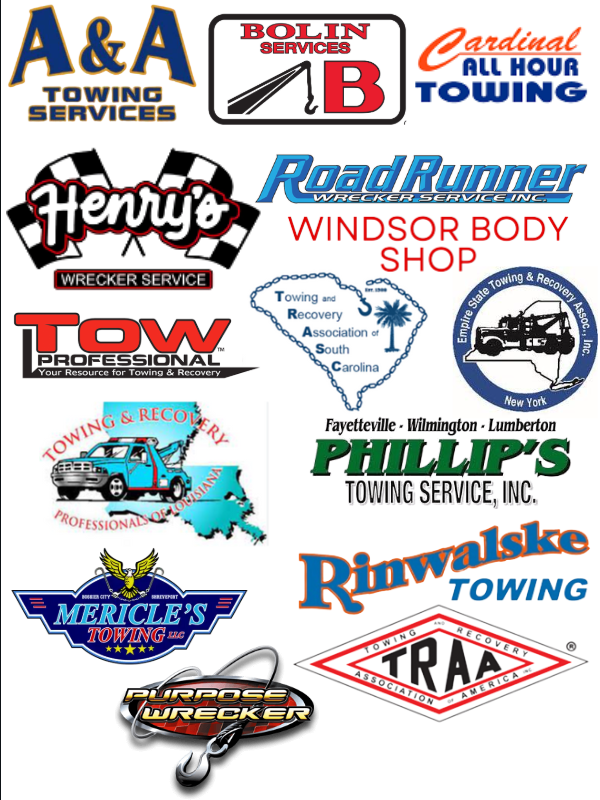 A&A
TOWING
SERVICES
BOLIN
SERVICES
B
Cardinal
ALL HOUR
TOWING
Henry's
WRECKER SERVICE
RoadRunner
WRECKER SERVICE INC.
WINDSOR BODY
SHOP
TOW
PROFESSIONAL™
Your Resource for Towing & Recovery
Est. 1998
Towing and
Recovery
Association of
South
Carolina
Empire State Towing & Recovery Assoc., Inc.
New York
TOWING & RECOVERY
PROFESSIONALS OF LOUISIANA
Fayetteville - Wilmington - Lumberton
PHILLIP'S
TOWING SERVICE, INC.
Rinwalske
TOWING
BOSSIER CITY SHREVEPORT
MERICLE'S
TOWING LLC
TOWING AND RECOVERY
TRAA
®
ASSOCIATION OF AMERICA INC.
PURPOSE
WRECKER